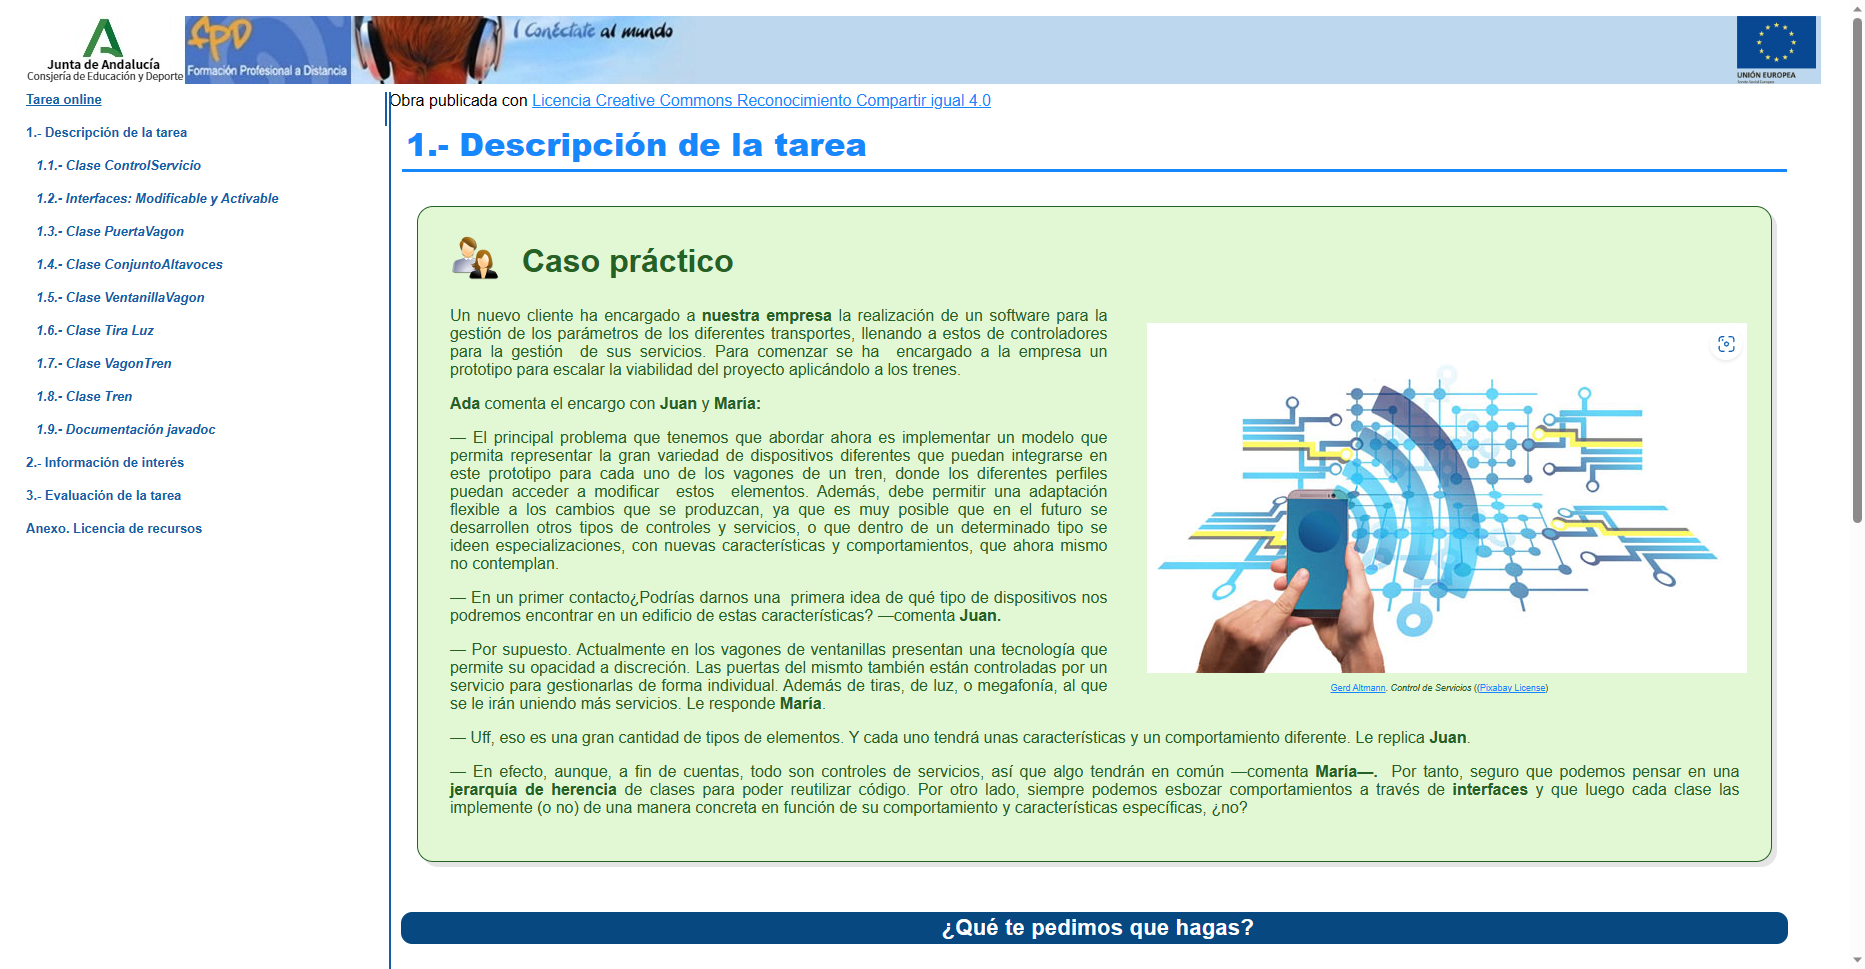 Junta de Andalucía
Consjería de Educación y Deporte
fpD
Formación Profesional a Distancia
Conéctate al mundo
UNIÓN EUROPEA
Tarea online
1.- Descripción de la tarea
1.1.- Clase ControlServicio
1.2.- Interfaces: Modificable y Activable
1.3.- Clase PuertaVagon
1.4.- Clase ConjuntoAltavoces
1.5.- Clase VentanillaVagon
1.6.- Clase Tira Luz
1.7.- Clase VagonTren
1.8.- Clase Tren
1.9.- Documentación javadoc
2.- Información de interés
3.- Evaluación de la tarea
Anexo. Licencia de recursos
Obra publicada con Licencia Creative Commons Reconocimiento Compartir igual 4.0
1.- Descripción de la tarea
Caso práctico
Un nuevo cliente ha encargado a nuestra empresa la realización de un software para la
gestión de los parámetros de los diferentes transportes, llenando a estos de controladores
para la gestión de sus servicios. Para comenzar se ha encargado a la empresa un
prototipo para escalar la viabilidad del proyecto aplicándolo a los trenes.
Ada comenta el encargo con Juan y María:
— El principal problema que tenemos que abordar ahora es implementar un modelo que
permita representar la gran variedad de dispositivos diferentes que puedan integrarse en
este prototipo para cada uno de los vagones de un tren, donde los diferentes perfiles
puedan acceder a modificar estos elementos. Además, debe permitir una adaptación
flexible a los cambios que se produzcan, ya que es muy posible que en el futuro se
desarrollen otros tipos de controles y servicios, o que dentro de un determinado tipo se
ideen especializaciones, con nuevas características y comportamientos, que ahora mismo
no contemplan.
— En un primer contacto¿Podrías darnos una primera idea de qué tipo de dispositivos nos
podremos encontrar en un edificio de estas características? —comenta Juan.
— Por supuesto. Actualmente en los vagones de ventanillas presentan una tecnología que
permite su opacidad a discreción. Las puertas del mismto también están controladas por un
servicio para gestionarlas de forma individual. Además de tiras, de luz, o megafonía, al que
se le irán uniendo más servicios. Le responde María.
Gerd Altmann. Control de Servicios ((Pixabay License)
— Uff, eso es una gran cantidad de tipos de elementos. Y cada uno tendrá unas características y un comportamiento diferente. Le replica Juan.
— En efecto, aunque, a fin de cuentas, todo son controles de servicios, así que algo tendrán en común —comenta María—. Por tanto, seguro que podemos pensar en una
jerarquía de herencia de clases para poder reutilizar código. Por otro lado, siempre podemos esbozar comportamientos a través de interfaces y que luego cada clase las
implemente (o no) de una manera concreta en función de su comportamiento y características específicas, ¿no?
¿Qué te pedimos que hagas?